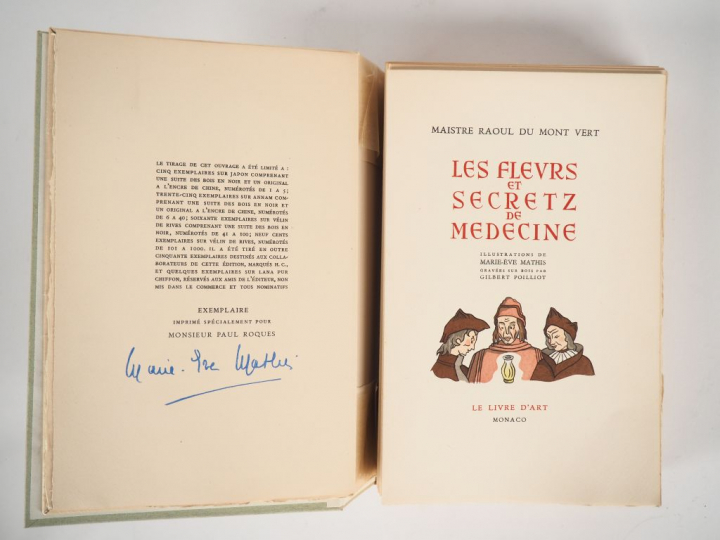 LE TIRAGE DE CET OUVRAGE A ÉTÉ LIMITÉ A :
CINQ EXEMPLAIRES SUR JAPON COMPRENANT
UNE SUITE DES BOIS EN NOIR ET UN ORIGINAL
A L'ENCRE DE CHINE, NUMÉROTÉS DE 1 A 5 ;
TRENTE-CINQ EXEMPLAIRES SUR ANNAM COM-
PRENANT UNE SUITE DES BOIS EN NOIR ET
UN ORIGINAL A L'ENCRE DE CHINE, NUMÉROTÉS
DE 6 A 40 ; SOIXANTE EXEMPLAIRES SUR VÉLIN
DE RIVES COMPRENANT UNE SUITE DES BOIS EN
NOIR, NUMÉROTÉS DE 41 A 100 ; NEUF CENTS
EXEMPLAIRES SUR VÉLIN DE RIVES, NUMÉROTÉS
DE 101 A 1000. IL A ÉTÉ TIRÉ EN OUTRE
CINQUANTE EXEMPLAIRES DESTINÉS AUX COLLA-
BORATEURS DE CETTE ÉDITION, MARQUÉS H. C.,
ET QUELQUES EXEMPLAIRES SUR LANA PUR
CHIFFON, RÉSERVÉS AUX AMIS DE L'ÉDITEUR, NON
MIS DANS LE COMMERCE ET TOUS NOMINATIFS
EXEMPLAIRE
IMPRIMÉ SPÉCIALEMENT POUR
MONSIEUR PAUL ROQUES
Marie-Eve Mathis
MAISTRE RAOUL DU MONT VERT
LES FLEVRS
ET
SECRETZ
DE
MEDECINE
ILLUSTRATIONS DE
MARIE-ÈVE MATHIS
GRAVÉES SUR BOIS PAR
GILBERT POILLIOT
LE LIVRE D'ART
MONACO